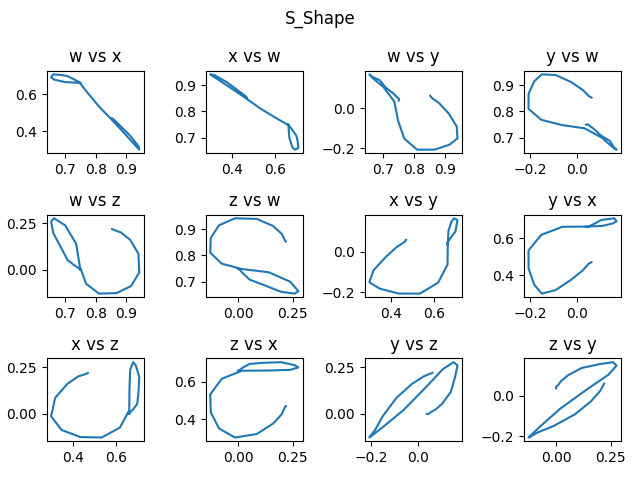 S_Shape
w vs x
x vs w
w vs y
y vs w
0.6
0.4
0.7 0.8 0.9
0.9
0.8
0.7
0.4 0.6
0.0
−0.2
0.7 0.8 0.9
0.9
0.8
0.7
−0.2 0.0
w vs z
z vs w
x vs y
y vs x
0.25
0.00
0.7 0.8 0.9
0.9
0.8
0.7
0.00 0.25
0.0
−0.2
0.4 0.6
0.6
0.4
−0.2 0.0
x vs z
z vs x
y vs z
z vs y
0.25
0.00
0.4 0.6
0.6
0.4
0.00 0.25
0.25
0.00
−0.2 0.0
0.0
−0.2
0.00 0.25